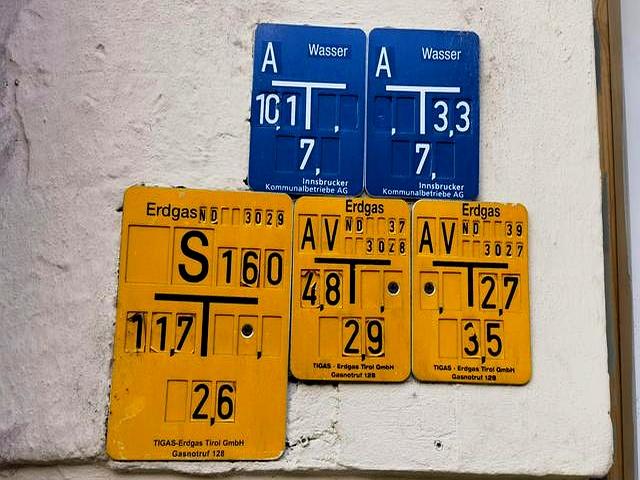 A Wasser
10,1 ,
7,
Innsbrucker
Kommunalbetriebe AG
A Wasser
, 3,3
7,
Innsbrucker
Kommunalbetriebe AG
Erdgas ND 3029
S 160
11,7 ,
2,6
TIGAS-Erdgas Tirol GmbH
Gasnotruf 128
Erdgas
AV ND 37
3028
4,8 ,
2,9
TIGAS - Erdgas Tirol GmbH
Gasnotruf 128
Erdgas
AV ND 39
3027
, 2,7
3,5
TIGAS - Erdgas Tirol GmbH
Gasnotruf 128